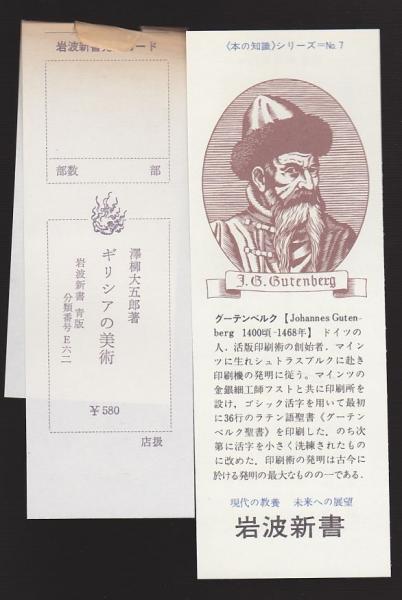 岩波新書売上カード
部数　　部
澤柳大五郎著
ギリシアの美術
岩波新書 青版
分類番号 E 六二
￥580
店扱
〈本の知識〉シリーズ＝No. 7
J. G. Gutenberg
グーテンベルク【Johannes Guten-
berg 1400頃-1468年】ドイツの
人．活版印刷術の創始者．マイン
ツに生れシュトラスブルクに赴き
印刷機の発明に従う．マインツの
金銀細工師フストと共に印刷所を
設け，ゴシック活字を用いて最初
に36行のラテン語聖書《グーテン
ベルク聖書》を印刷した．のち次
第に活字を小さく洗練されたもの
に改めた．印刷術の発明は古今に
於ける発明の最大なものの一である．
現代の教養　未来への展望
岩波新書